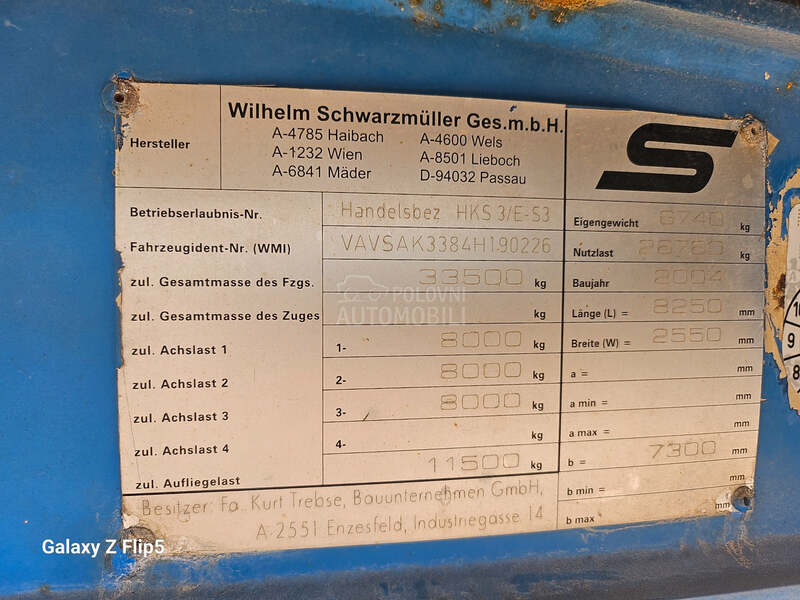 Hersteller
Wilhelm Schwarzmüller Ges.m.b.H.
A-4785 Haibach A-4600 Wels
A-1232 Wien A-8501 Lieboch
A-6841 Mäder D-94032 Passau
S
Betriebserlaubnis-Nr. Handelsbez HKS 3/E-S3
Fahrzeugident-Nr. (WMI) VAVSAK3384H190226
zul. Gesamtmasse des Fzgs. 33500 kg
zul. Gesamtmasse des Zuges kg
zul. Achslast 1 1- 8000 kg
zul. Achslast 2 2- 8000 kg
zul. Achslast 3 3- 8000 kg
zul. Achslast 4 4-
zul. Aufliegelast 11500 kg
Eigengewicht 6740 kg
Nutzlast 26760 kg
Baujahr 2004
Länge (L) = 8250 mm
Breite (W) = 2550 mm
a = mm
a min = mm
a max = mm
b = 7300 mm
b min = mm
b max mm
Besitzer: Fa. Kurt Trebse, Bauunternehmen GmbH,
A-2551 Enzesfeld, Industriegasse 14
POLOVNI
AUTOMOBILI
10
9
8
Galaxy Z Flip5